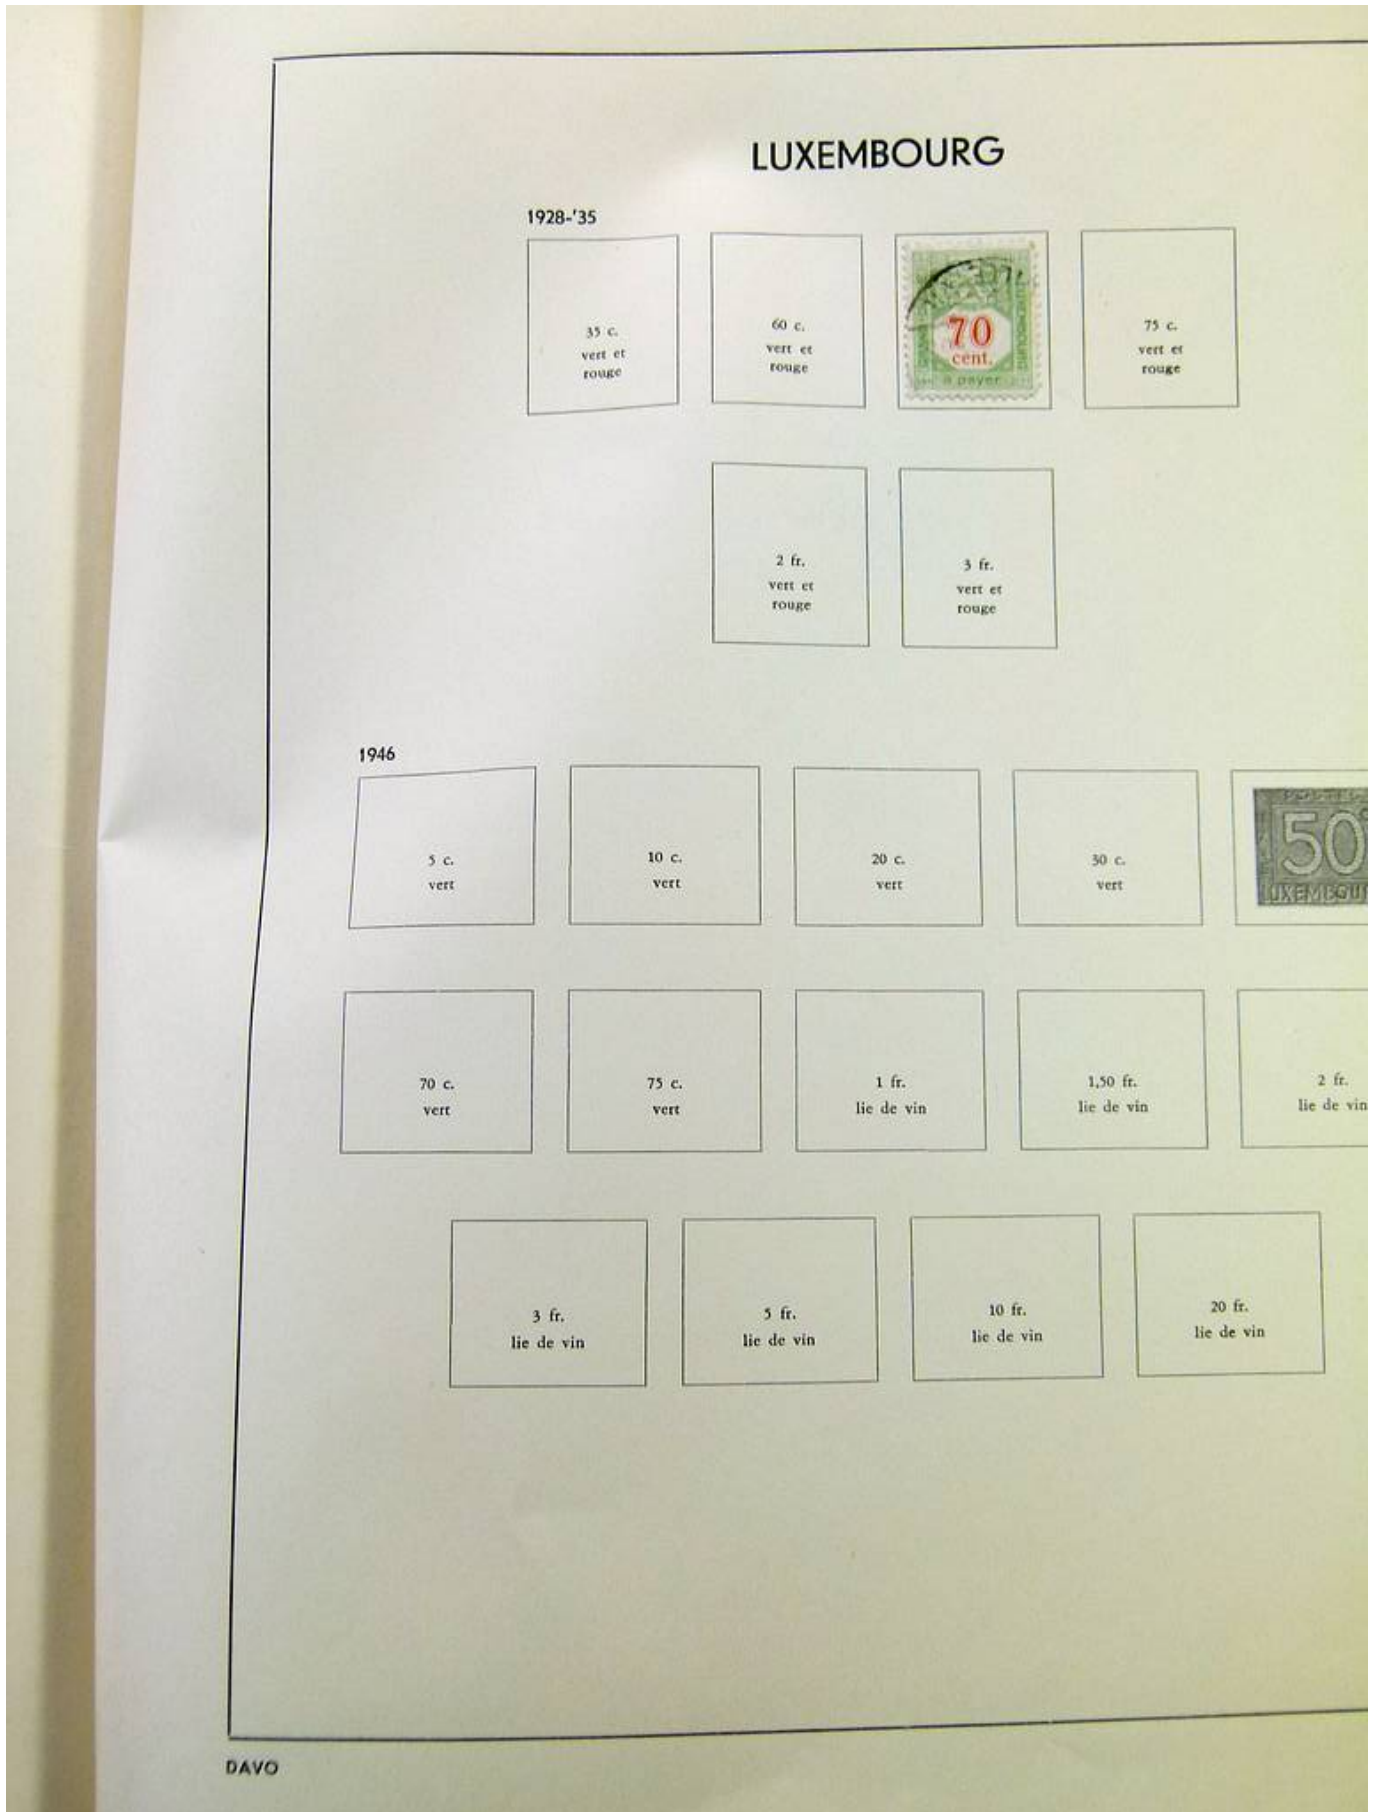 LUXEMBOURG
1928-'35
35 c.
vert et
rouge
60 c.
vert et
rouge
70
cent.
à payer
75 c.
vert et
rouge
2 fr.
vert et
rouge
3 fr.
vert et
rouge
1946
5 c.
vert
10 c.
vert
20 c.
vert
30 c.
vert
50
70 c.
vert
75 c.
vert
1 fr.
lie de vin
1,50 fr.
lie de vin
2 fr.
lie de vin
3 fr.
lie de vin
5 fr.
lie de vin
10 fr.
lie de vin
20 fr.
lie de vin
DAVO